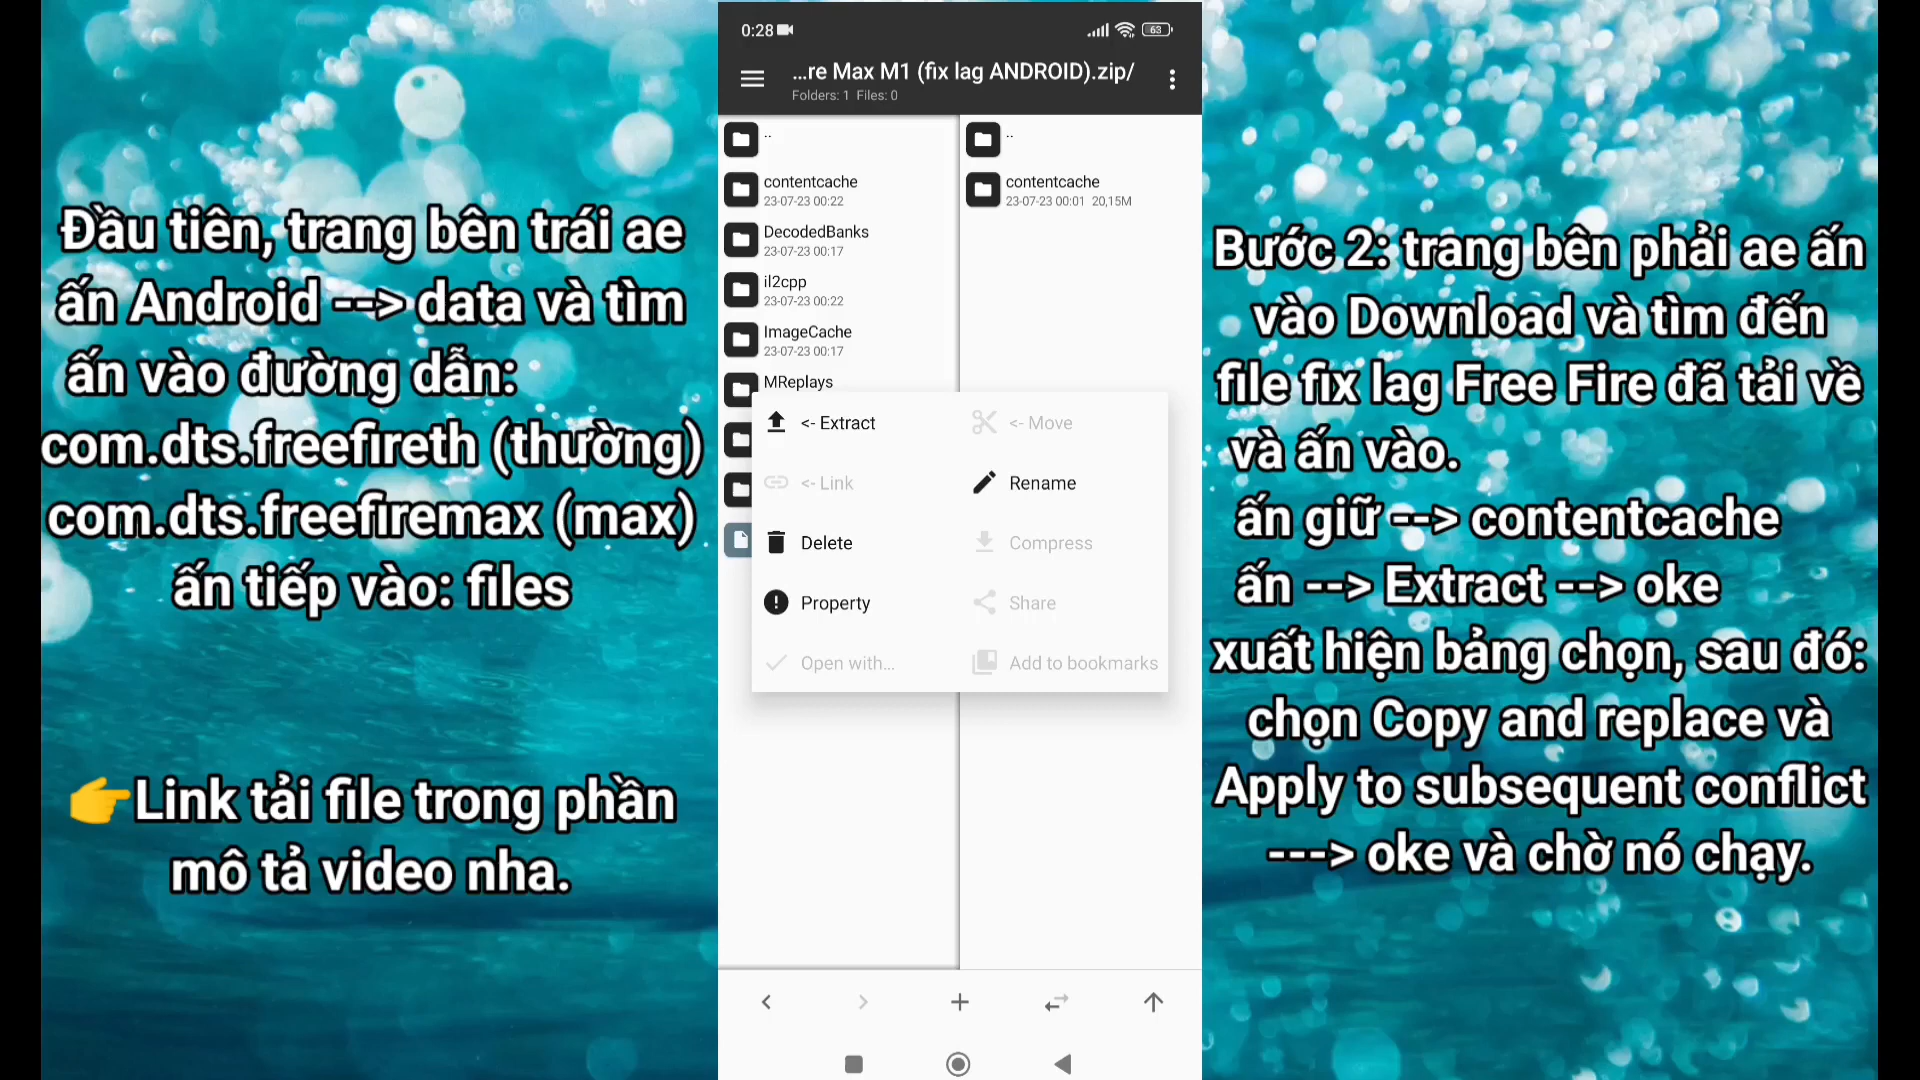 Đầu tiên, trang bên trái ae
ấn Android --> data và tìm
ấn vào đường dẫn:
com.dts.freefireth (thường)
com.dts.freefiremax (max)
ấn tiếp vào: files
👉Link tải file trong phần
mô tả video nha.
0:28
63
...re Max M1 (fix lag ANDROID).zip/
Folders: 1 Files: 0
..
contentcache
23-07-23 00:22
DecodedBanks
23-07-23 00:17
il2cpp
23-07-23 00:22
ImageCache
23-07-23 00:17
MReplays
..
contentcache
23-07-23 00:01 20,15M
<- Extract
<- Move
<- Link
Rename
Delete
Compress
Property
Share
Open with...
Add to bookmarks
Bước 2: trang bên phải ae ấn
vào Download và tìm đến
file fix lag Free Fire đã tải về
và ấn vào.
ấn giữ --> contentcache
ấn --> Extract --> oke
xuất hiện bảng chọn, sau đó:
chọn Copy and replace và
Apply to subsequent conflict
---> oke và chờ nó chạy.